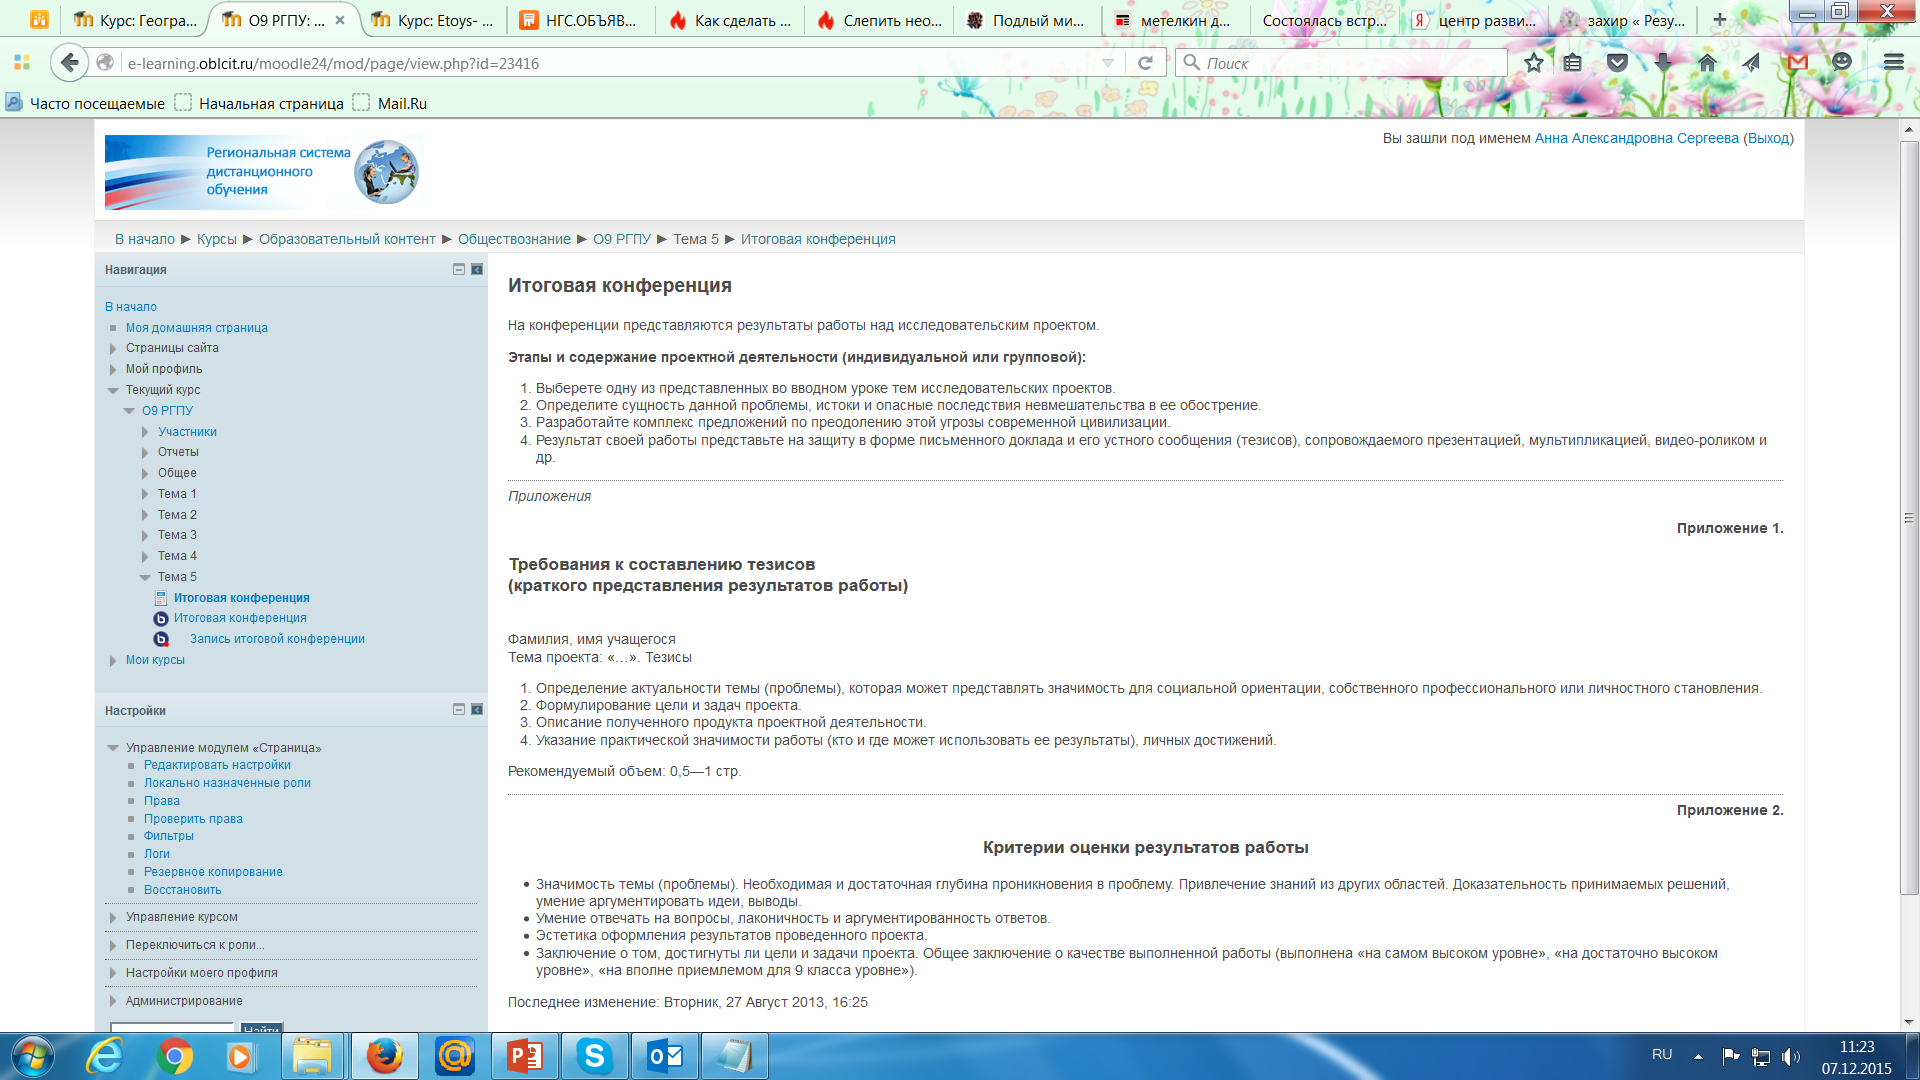 Курс: Геогра...
О9 РГПУ: ...
Курс: Etoys- ...
НГС.ОБЪЯВ...
Как сделать ...
Слепить нео...
Подлый ми...
метелкин д...
Состоялась встр...
центр разви...
захир « Резу...
e-learning.oblcit.ru/moodle24/mod/page/view.php?id=23416
Поиск
Часто посещаемые
Начальная страница
Mail.Ru
Региональная система
дистанционного
обучения
Вы зашли под именем Анна Александровна Сергеева (Выход)
В начало ► Курсы ► Образовательный контент ► Обществознание ► О9 РГПУ ► Тема 5 ► Итоговая конференция
Навигация
В начало
Моя домашняя страница
Страницы сайта
Мой профиль
Текущий курс
О9 РГПУ
Участники
Отчеты
Общее
Тема 1
Тема 2
Тема 3
Тема 4
Тема 5
Итоговая конференция
Итоговая конференция
Запись итоговой конференции
Мои курсы
Настройки
Управление модулем «Страница»
Редактировать настройки
Локально назначенные роли
Права
Проверить права
Фильтры
Логи
Резервное копирование
Восстановить
Управление курсом
Переключиться к роли...
Настройки моего профиля
Администрирование
Найти
Итоговая конференция
На конференции представляются результаты работы над исследовательским проектом.
Этапы и содержание проектной деятельности (индивидуальной или групповой):
1. Выберете одну из представленных во вводном уроке тем исследовательских проектов.
2. Определите сущность данной проблемы, истоки и опасные последствия невмешательства в ее обострение.
3. Разработайте комплекс предложений по преодолению этой угрозы современной цивилизации.
4. Результат своей работы представьте на защиту в форме письменного доклада и его устного сообщения (тезисов), сопровождаемого презентацией, мультипликацией, видео-роликом и
др.
Приложения
Приложение 1.
Требования к составлению тезисов
(краткого представления результатов работы)
Фамилия, имя учащегося
Тема проекта: «...». Тезисы
1. Определение актуальности темы (проблемы), которая может представлять значимость для социальной ориентации, собственного профессионального или личностного становления.
2. Формулирование цели и задач проекта.
3. Описание полученного продукта проектной деятельности.
4. Указание практической значимости работы (кто и где может использовать ее результаты), личных достижений.
Рекомендуемый объем: 0,5—1 стр.
Приложение 2.
Критерии оценки результатов работы
• Значимость темы (проблемы). Необходимая и достаточная глубина проникновения в проблему. Привлечение знаний из других областей. Доказательность принимаемых решений,
умение аргументировать идеи, выводы.
• Умение отвечать на вопросы, лаконичность и аргументированность ответов.
• Эстетика оформления результатов проведенного проекта.
• Заключение о том, достигнуты ли цели и задачи проекта. Общее заключение о качестве выполненной работы (выполнена «на самом высоком уровне», «на достаточно высоком
уровне», «на вполне приемлемом для 9 класса уровне»).
Последнее изменение: Вторник, 27 Август 2013, 16:25
RU
11:23
07.12.2015